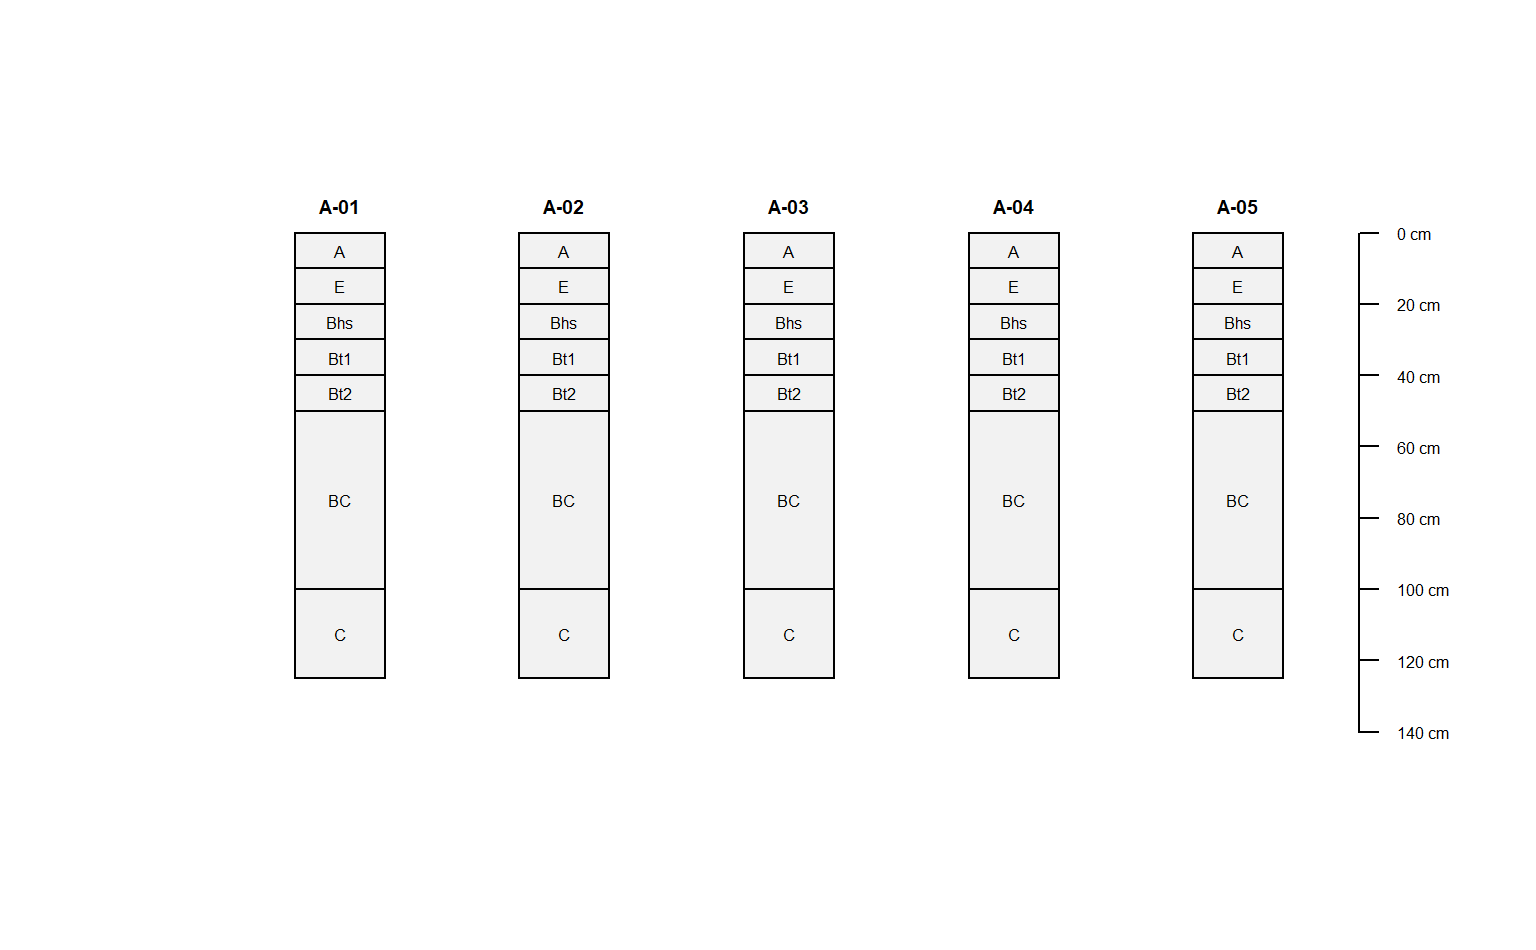 A-01 A-02 A-03 A-04 A-05
A A A A A 0 cm
E E E E E
Bhs Bhs Bhs Bhs Bhs 20 cm
Bt1 Bt1 Bt1 Bt1 Bt1
Bt2 Bt2 Bt2 Bt2 Bt2 40 cm
60 cm
BC BC BC BC BC
80 cm
100 cm
C C C C C
120 cm
140 cm